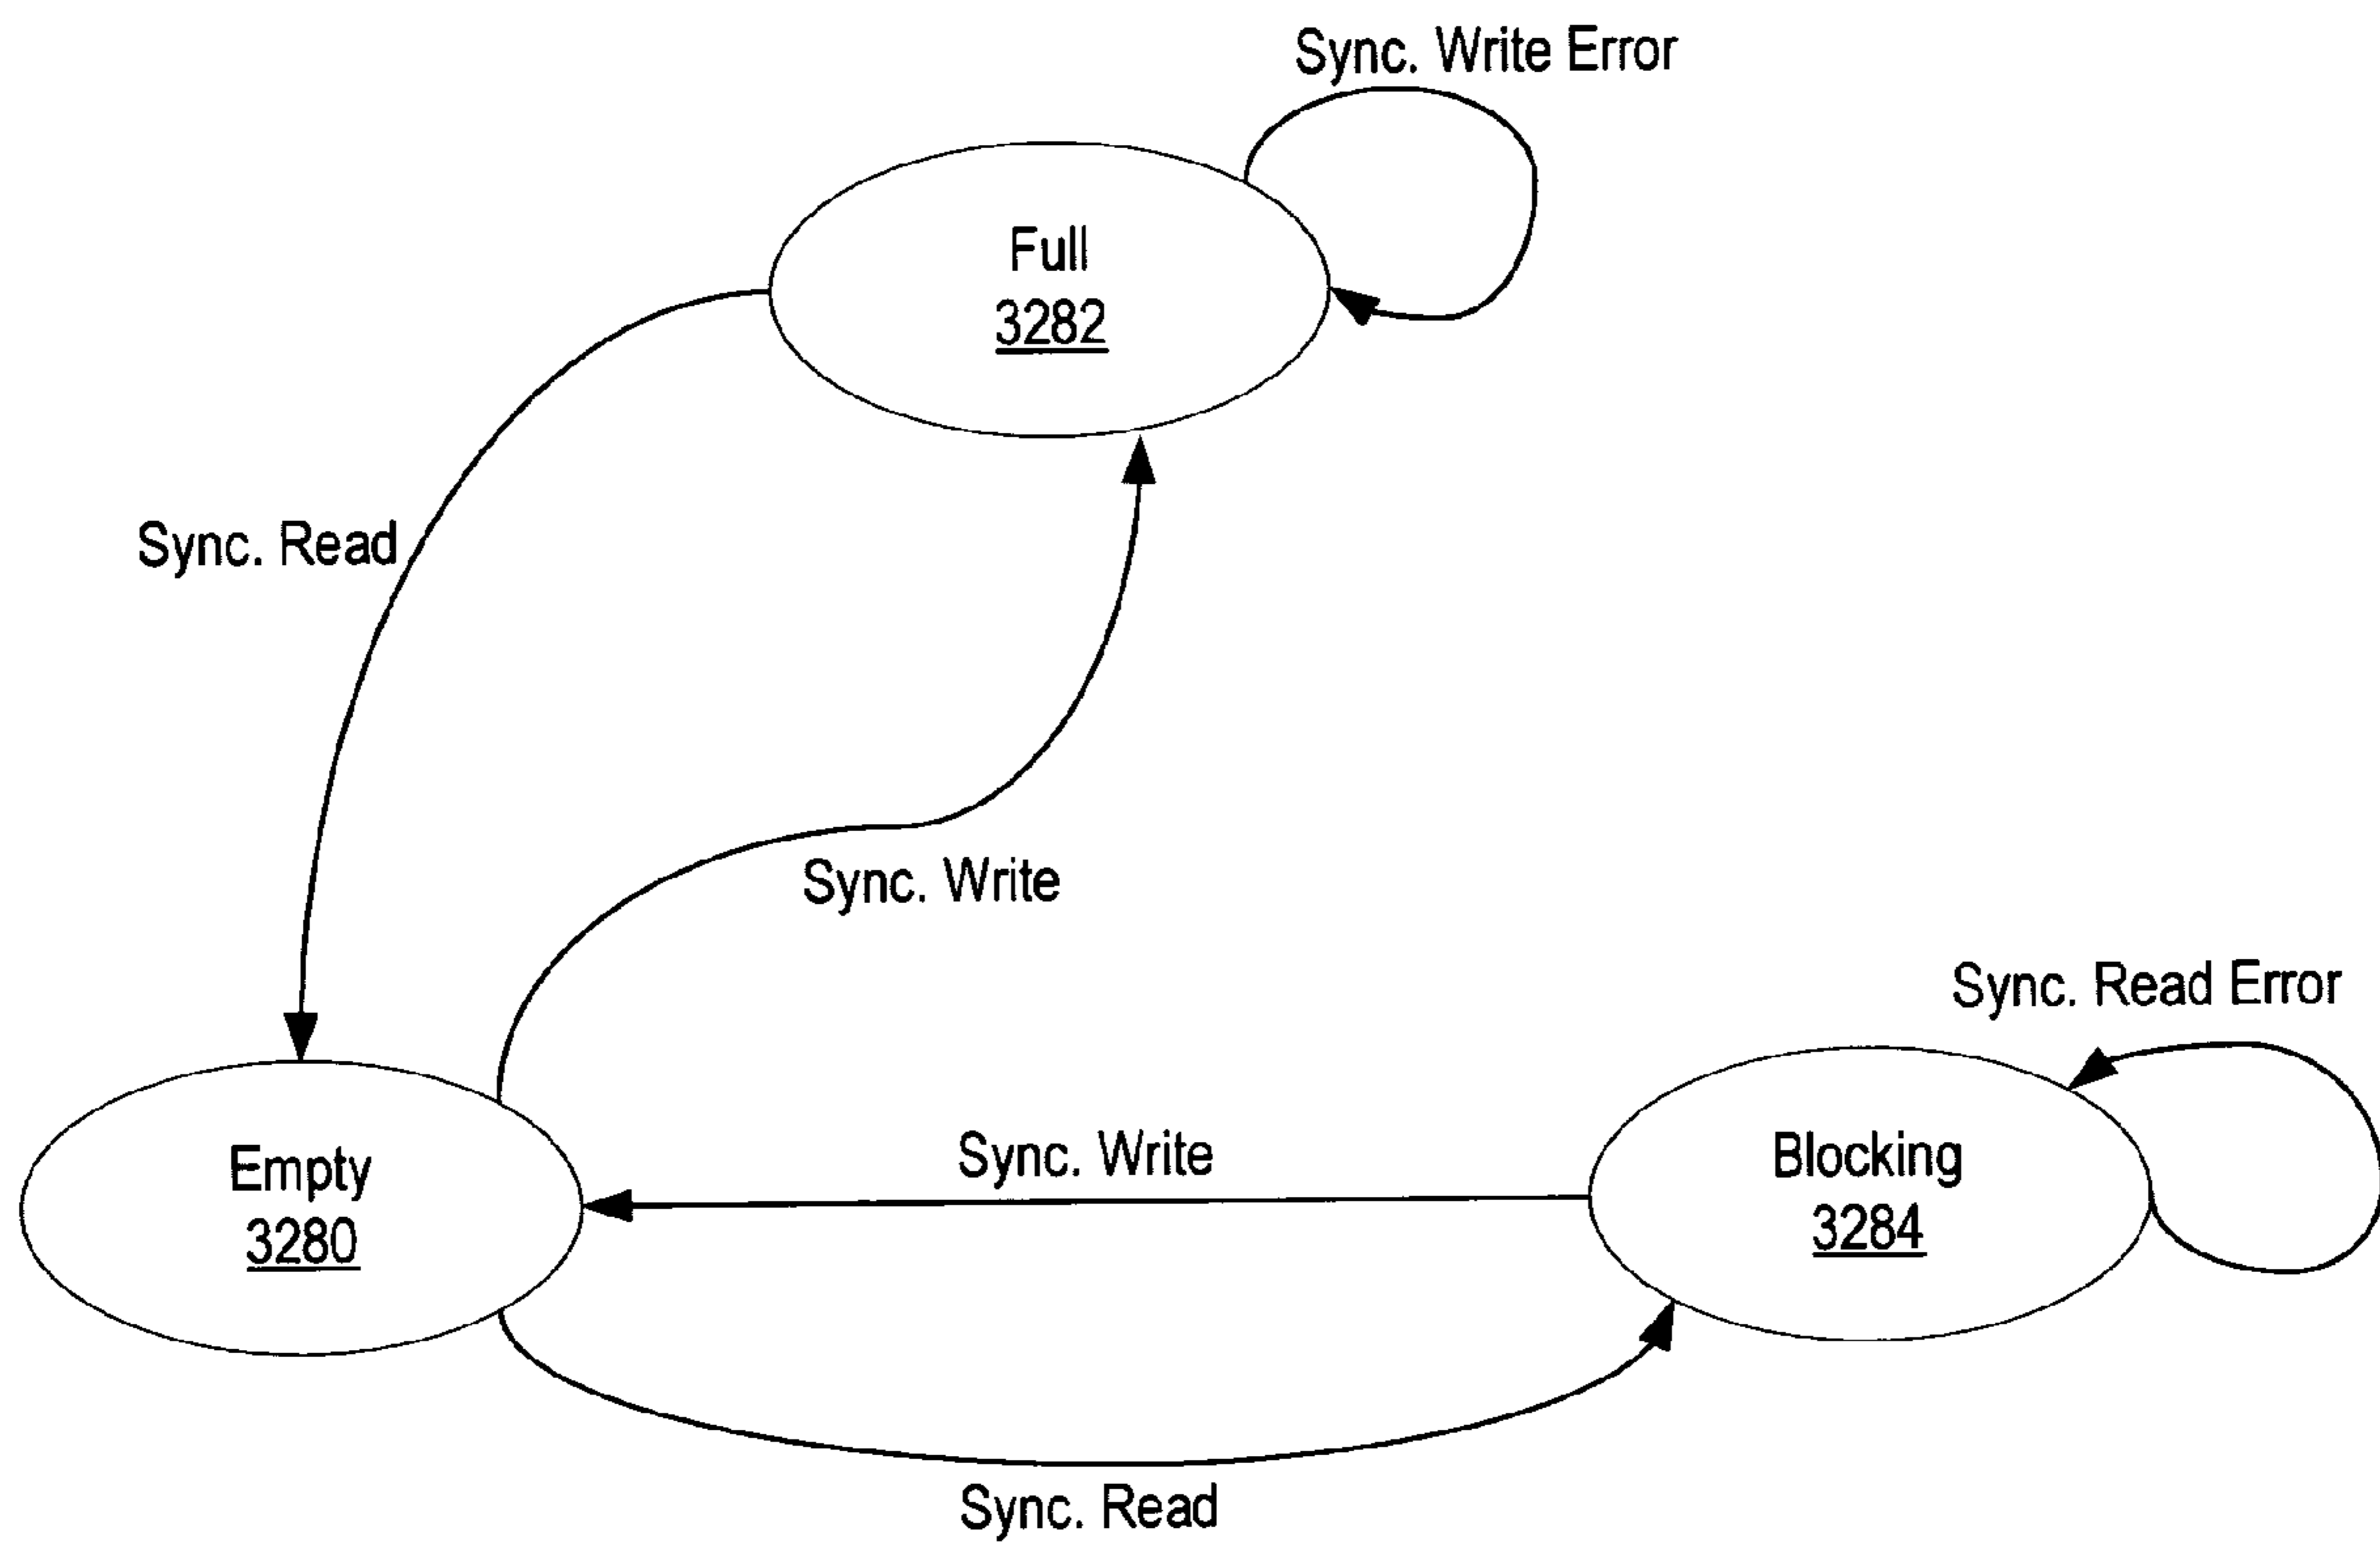 Sync. Write Error
Full
3282
Sync. Read
Sync. Write
Sync. Read Error
Sync. Write
Empty
3280
Blocking
3284
Sync. Read